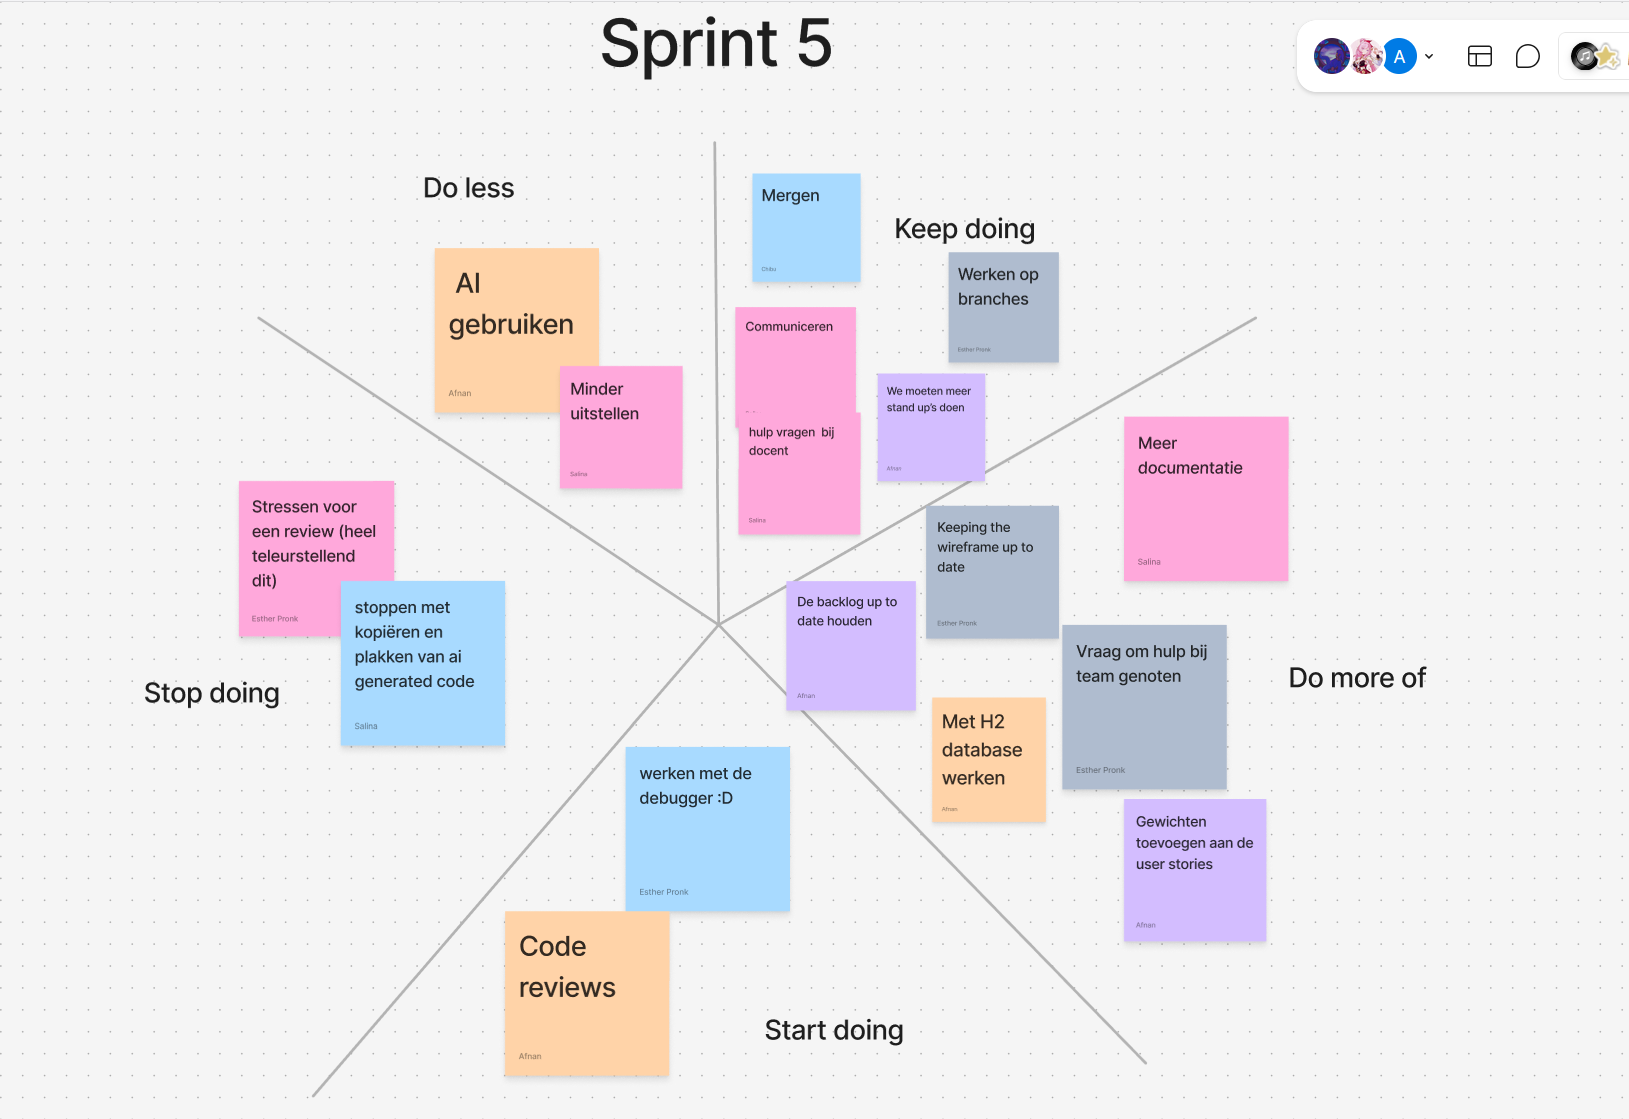 Sprint 5
A
Do less
AI
gebruiken
Afnan
Minder
uitstellen
Salina
Mergen
Chibu
Keep doing
Werken op
branches
Esther Pronk
Communiceren
hulp vragen bij
docent
Salina
We moeten meer
stand up's doen
Afnan
Stressen voor
een review (heel
teleurstellend
dit)
Esther Pronk
stoppen met
kopiëren en
plakken van ai
generated code
Salina
Stop doing
Meer
documentatie
Salina
Keeping the
wireframe up to
date
Esther Pronk
De backlog up to
date houden
Afnan
Vraag om hulp bij
team genoten
Esther Pronk
Do more of
Met H2
database
werken
Afnan
Gewichten
toevoegen aan de
user stories
Afnan
werken met de
debugger :D
Esther Pronk
Code
reviews
Afnan
Start doing